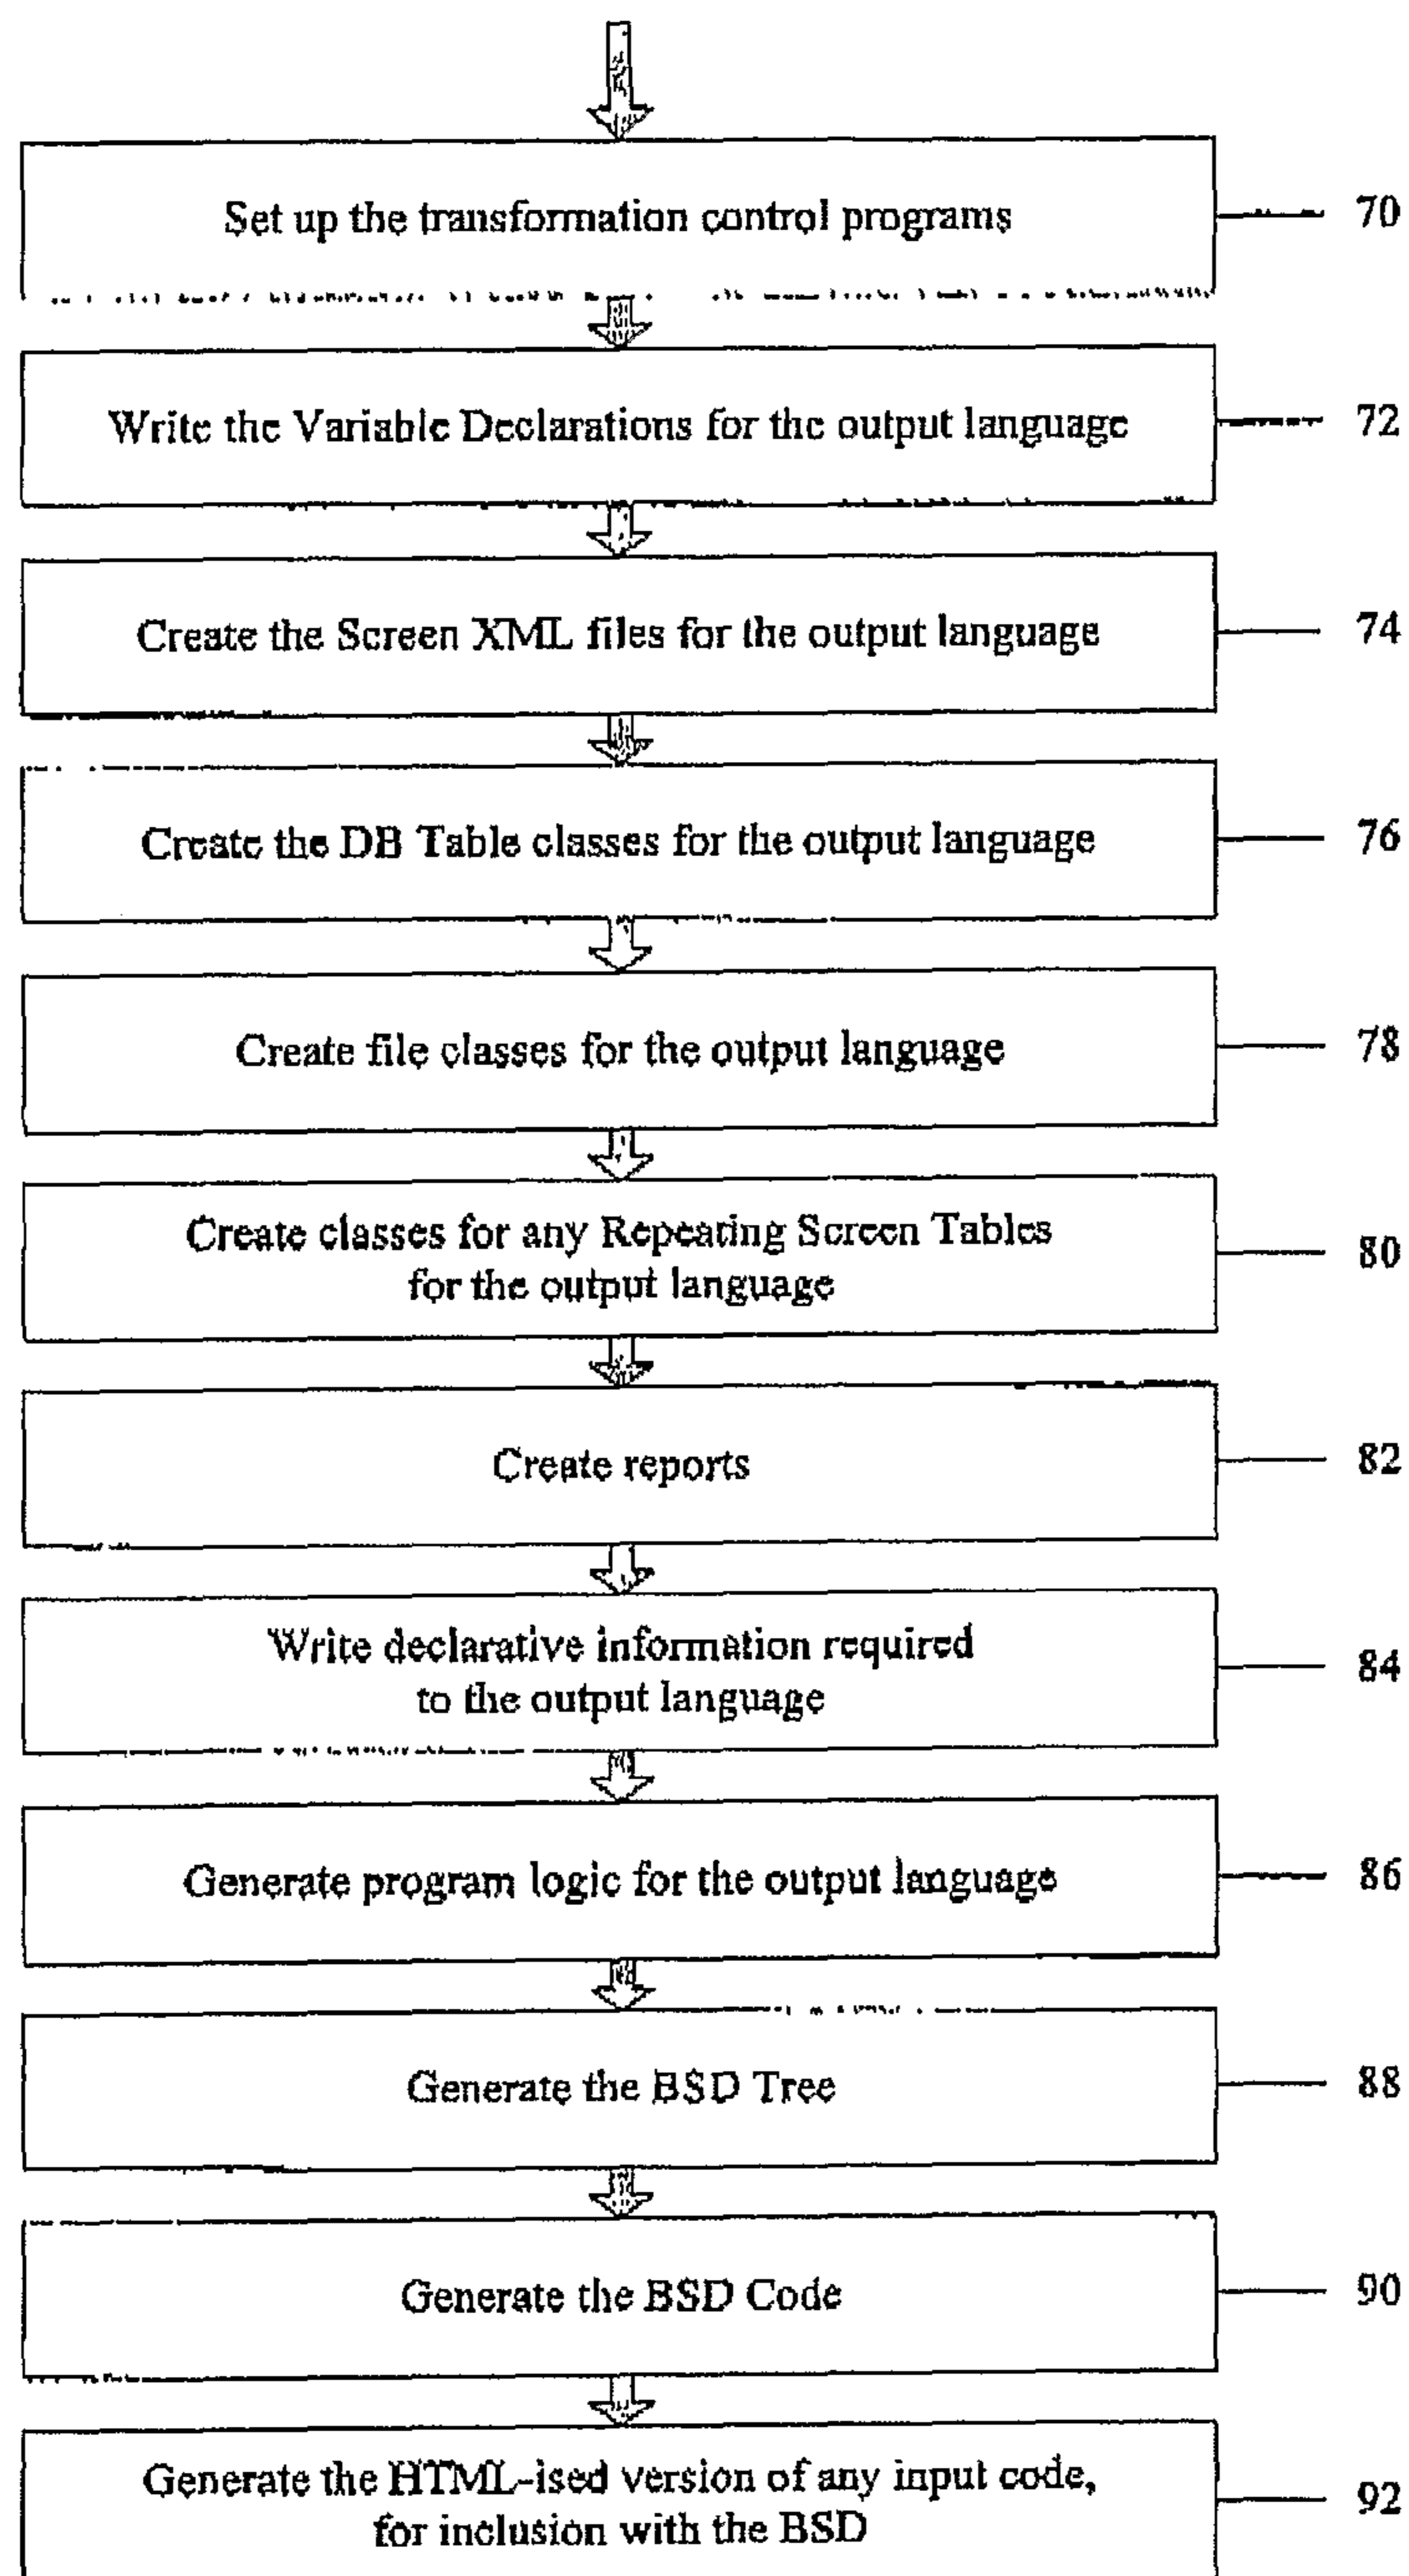 Set up the transformation control programs 70
Write the Variable Declarations for the output language 72
Create the Screen XML files for the output language 74
Create the DB Table classes for the output language 76
Create file classes for the output language 78
Create classes for any Repeating Screen Tables
for the output language 80
Create reports 82
Write declarative information required
to the output language 84
Generate program logic for the output language 86
Generate the BSD Tree 88
Generate the BSD Code 90
Generate the HTML-ised version of any input code,
for inclusion with the BSD 92